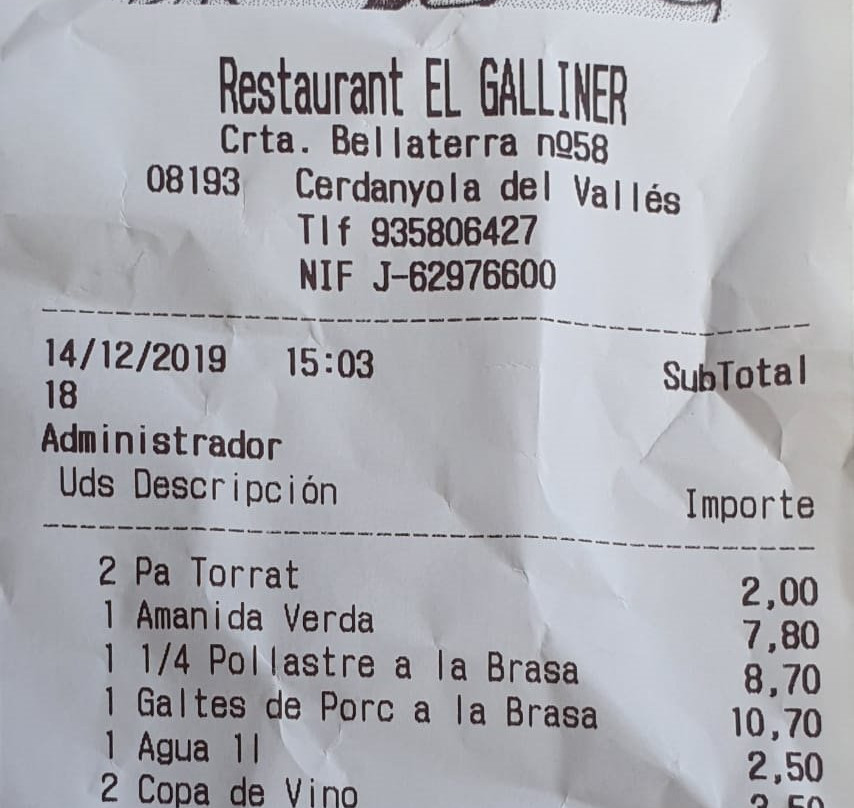 Restaurant EL GALLINER
Crta. Bellaterra nº58
08193 Cerdanyola del Vallés
Tlf 935806427
NIF J-62976600
14/12/2019 15:03 SubTotal
18
Administrador
Uds Descripción Importe
2 Pa Torrat 2,00
1 Amanida Verda 7,80
1 1/4 Pollastre a la Brasa 8,70
1 Galtes de Porc a la Brasa 10,70
1 Agua 1l 2,50
2 Copa de Vino